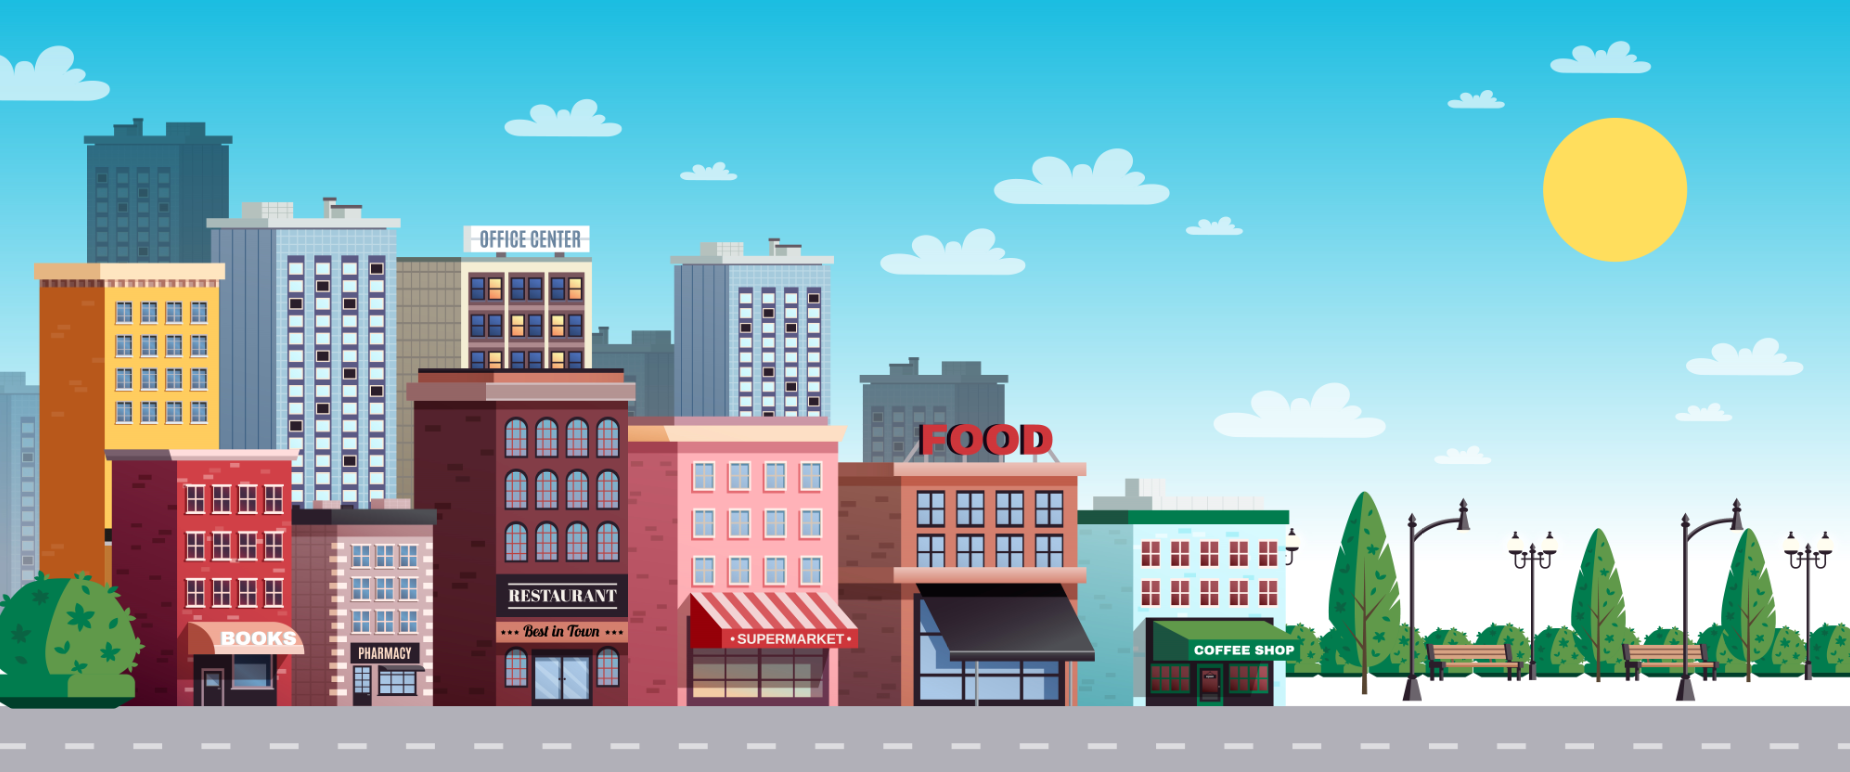 OFFICE CENTER
FOOD
RESTAURANT
Best in Town
BOOKS
PHARMACY
SUPERMARKET
COFFEE SHOP